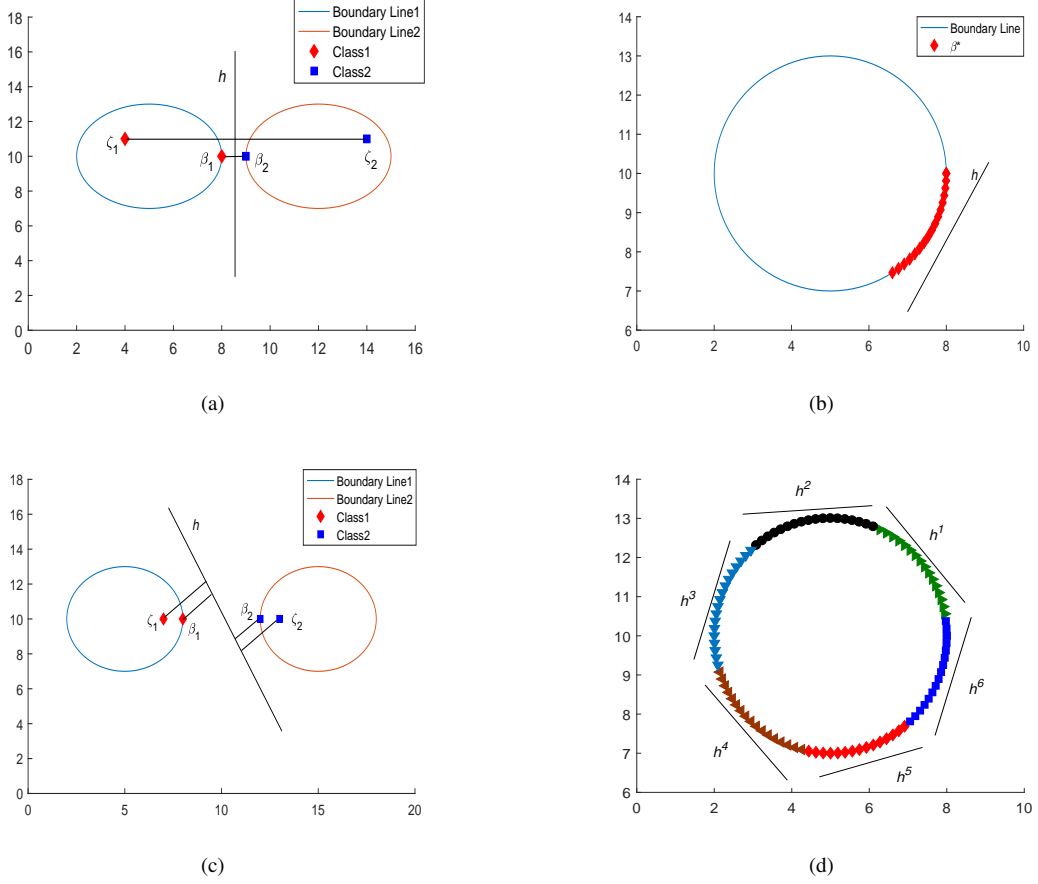 18
16
14
12
10
8
6
4
2
0
0 2 4 6 8 10 12 14 16
Boundary Line1
Boundary Line2
Class1
Class2
h
ζ1
β1
β2
ζ2
(a)
14
13
12
11
10
9
8
7
6
0 2 4 6 8 10
Boundary Line
β*
h
(b)
18
16
14
12
10
8
6
4
2
0
0 5 10 15 20
Boundary Line1
Boundary Line2
Class1
Class2
h
ζ1
β1
β2
ζ2
(c)
14
13
12
11
10
9
8
7
6
0 2 4 6 8 10
h²
h¹
h³
h⁶
h⁴
h⁵
(d)